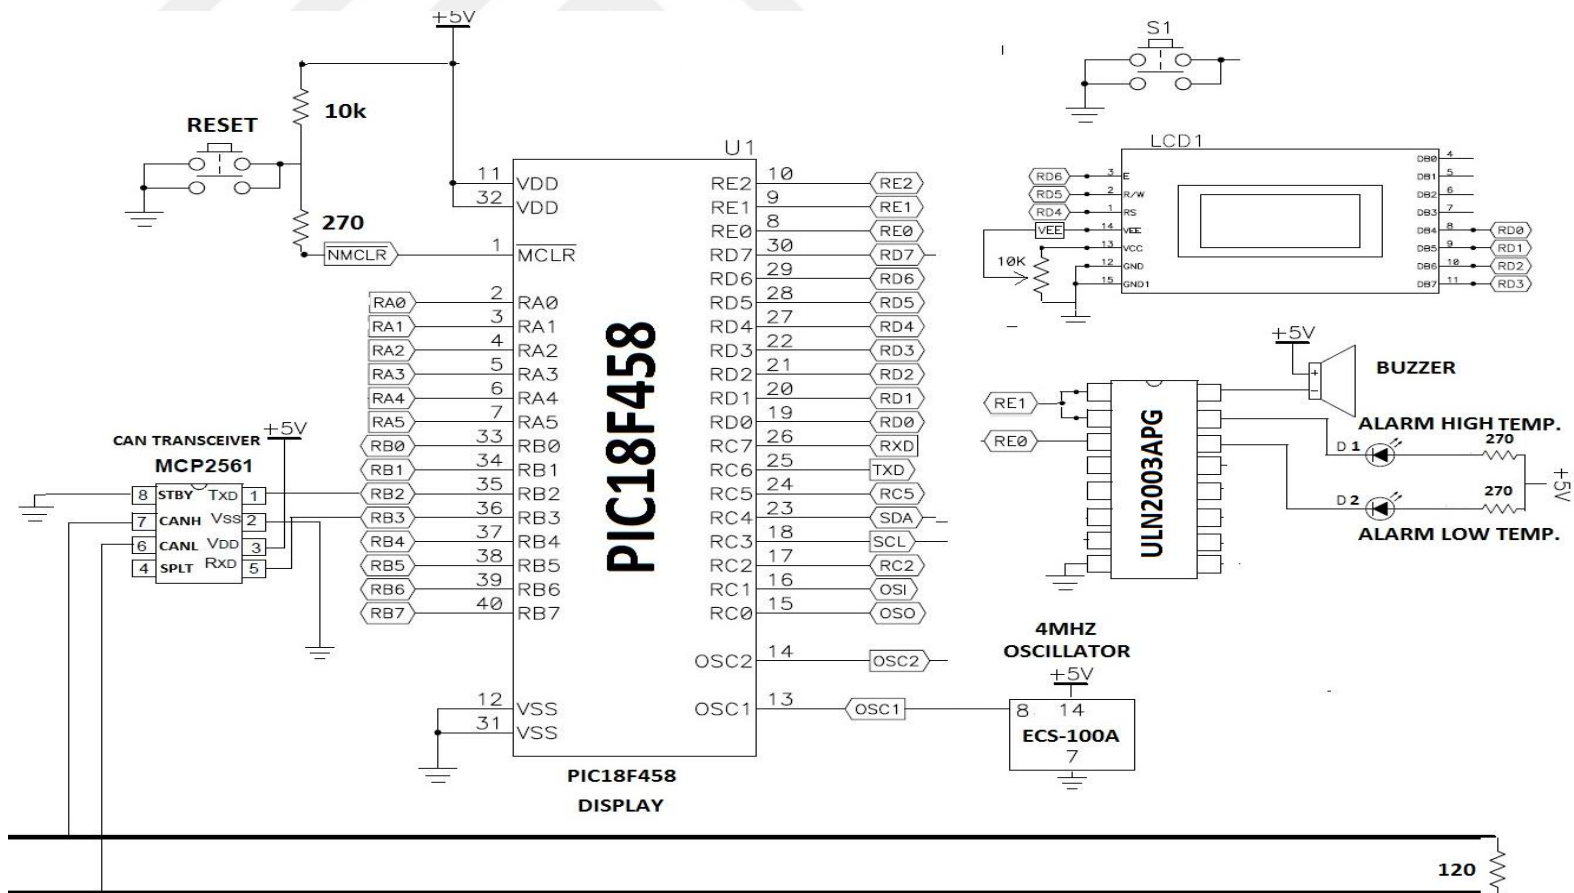 +5V
S1
10k
RESET
270
NMCLR
U1
11 VDD
32 VDD
1 MCLR
RA0 2 RA0
RA1 3 RA1
RA2 4 RA2
RA3 5 RA3
RA4 6 RA4
RA5 7 RA5
RB0 33 RB0
RB1 34 RB1
RB2 35 RB2
RB3 36 RB3
RB4 37 RB4
RB5 38 RB5
RB6 39 RB6
RB7 40 RB7
12 VSS
31 VSS
PIC18F458
RE2 10 RE2
RE1 9 RE1
RE0 8 RE0
RD7 30 RD7
RD6 29 RD6
RD5 28 RD5
RD4 27 RD4
RD3 22 RD3
RD2 21 RD2
RD1 20 RD1
RD0 19 RD0
RC7 26 RXD
RC6 25 TXD
RC5 24 RC5
RC4 23 SDA
RC3 18 SCL
RC2 17 RC2
RC1 16 OSI
RC0 15 OSO
OSC2 14 OSC2
OSC1 13 OSC1
PIC18F458
DISPLAY
CAN TRANSCEIVER
+5V
MCP2561
8 STBY TXD 1
7 CANH VSS 2
6 CANL VDD 3
4 SPLT RXD 5
LCD1
RD6 3 E
RD5 2 R/W
RD4 1 RS
VEE 14 VEE
13 VCC
10K
12 GND
15 GND1
DB0 4
DB1 5
DB2 6
DB3 7
DB4 8 RD0
DB5 9 RD1
DB6 10 RD2
DB7 11 RD3
+5V
+
-
BUZZER
RE1
RE0
ULN2003APG
ALARM HIGH TEMP.
D 1
270
D 2
270
+5V
ALARM LOW TEMP.
4MHZ
OSCILLATOR
+5V
8 14
ECS-100A
7
120